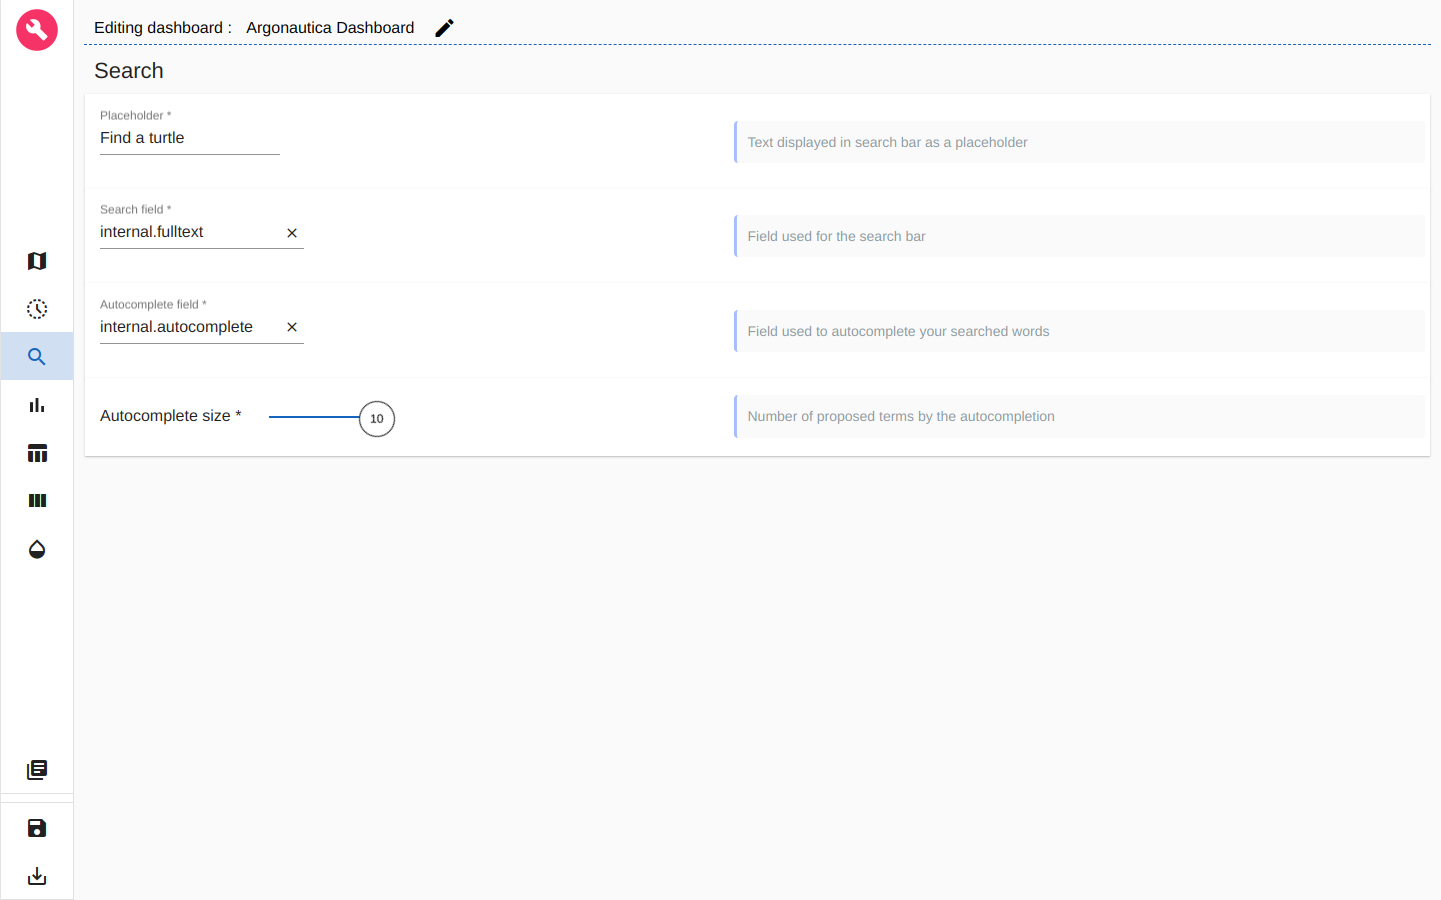 Editing dashboard : Argonautica Dashboard
Search
Placeholder *
Find a turtle
Text displayed in search bar as a placeholder
Search field *
internal.fulltext
Field used for the search bar
Autocomplete field *
internal.autocomplete
Field used to autocomplete your searched words
Autocomplete size *
10
Number of proposed terms by the autocompletion